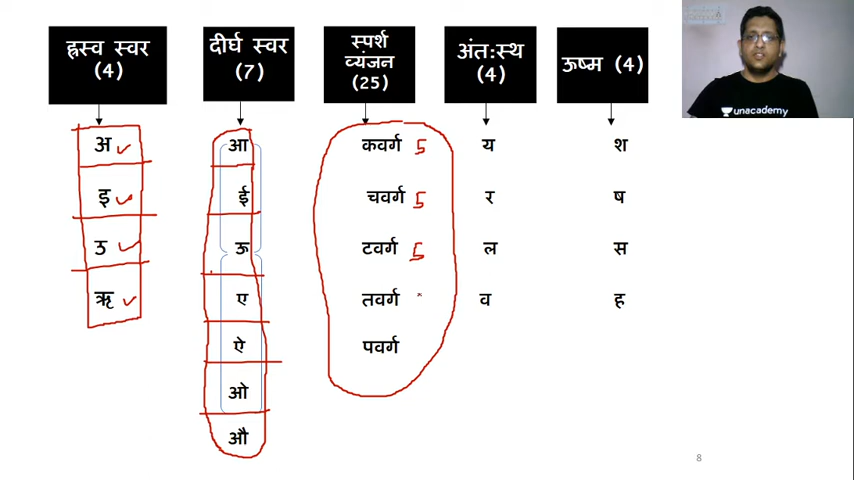 ह्रस्व स्वर
(4)
दीर्घ स्वर
(7)
स्पर्श
व्यंजन
(25)
अंतःस्थ
(4)
ऊष्म (4)
unacademy
अ आ कवर्ग 5 य श
इ ई चवर्ग 5 र ष
उ ऊ टवर्ग 5 ल स
ऋ ए तवर्ग व ह
ऐ पवर्ग
ओ
औ
8